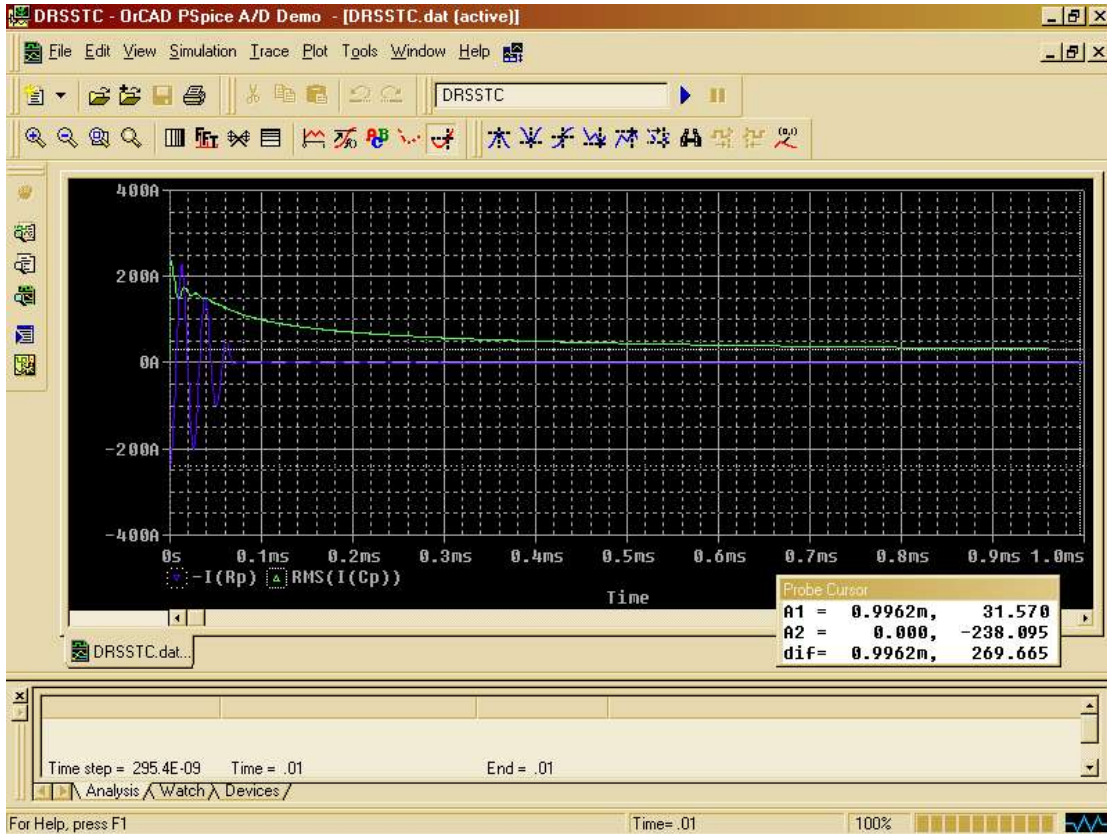 DRSSTC - OrCAD PSpice A/D Demo - [DRSSTC.dat (active)]
File Edit View Simulation Trace Plot Tools Window Help
DRSSTC
FFT
ABC
400A
200A
0A
-200A
-400A
0s 0.1ms 0.2ms 0.3ms 0.4ms 0.5ms 0.6ms 0.7ms 0.8ms 0.9ms 1.0ms
-I(Rp) RMS(I(Cp))
Time
Probe Cursor
A1 = 0.9962m, 31.570
A2 = 0.000, -238.095
dif= 0.9962m, 269.665
DRSSTC.dat...
Time step = 295.4E-09 Time = .01 End = .01
Analysis Watch Devices
For Help, press F1 Time= .01 100%